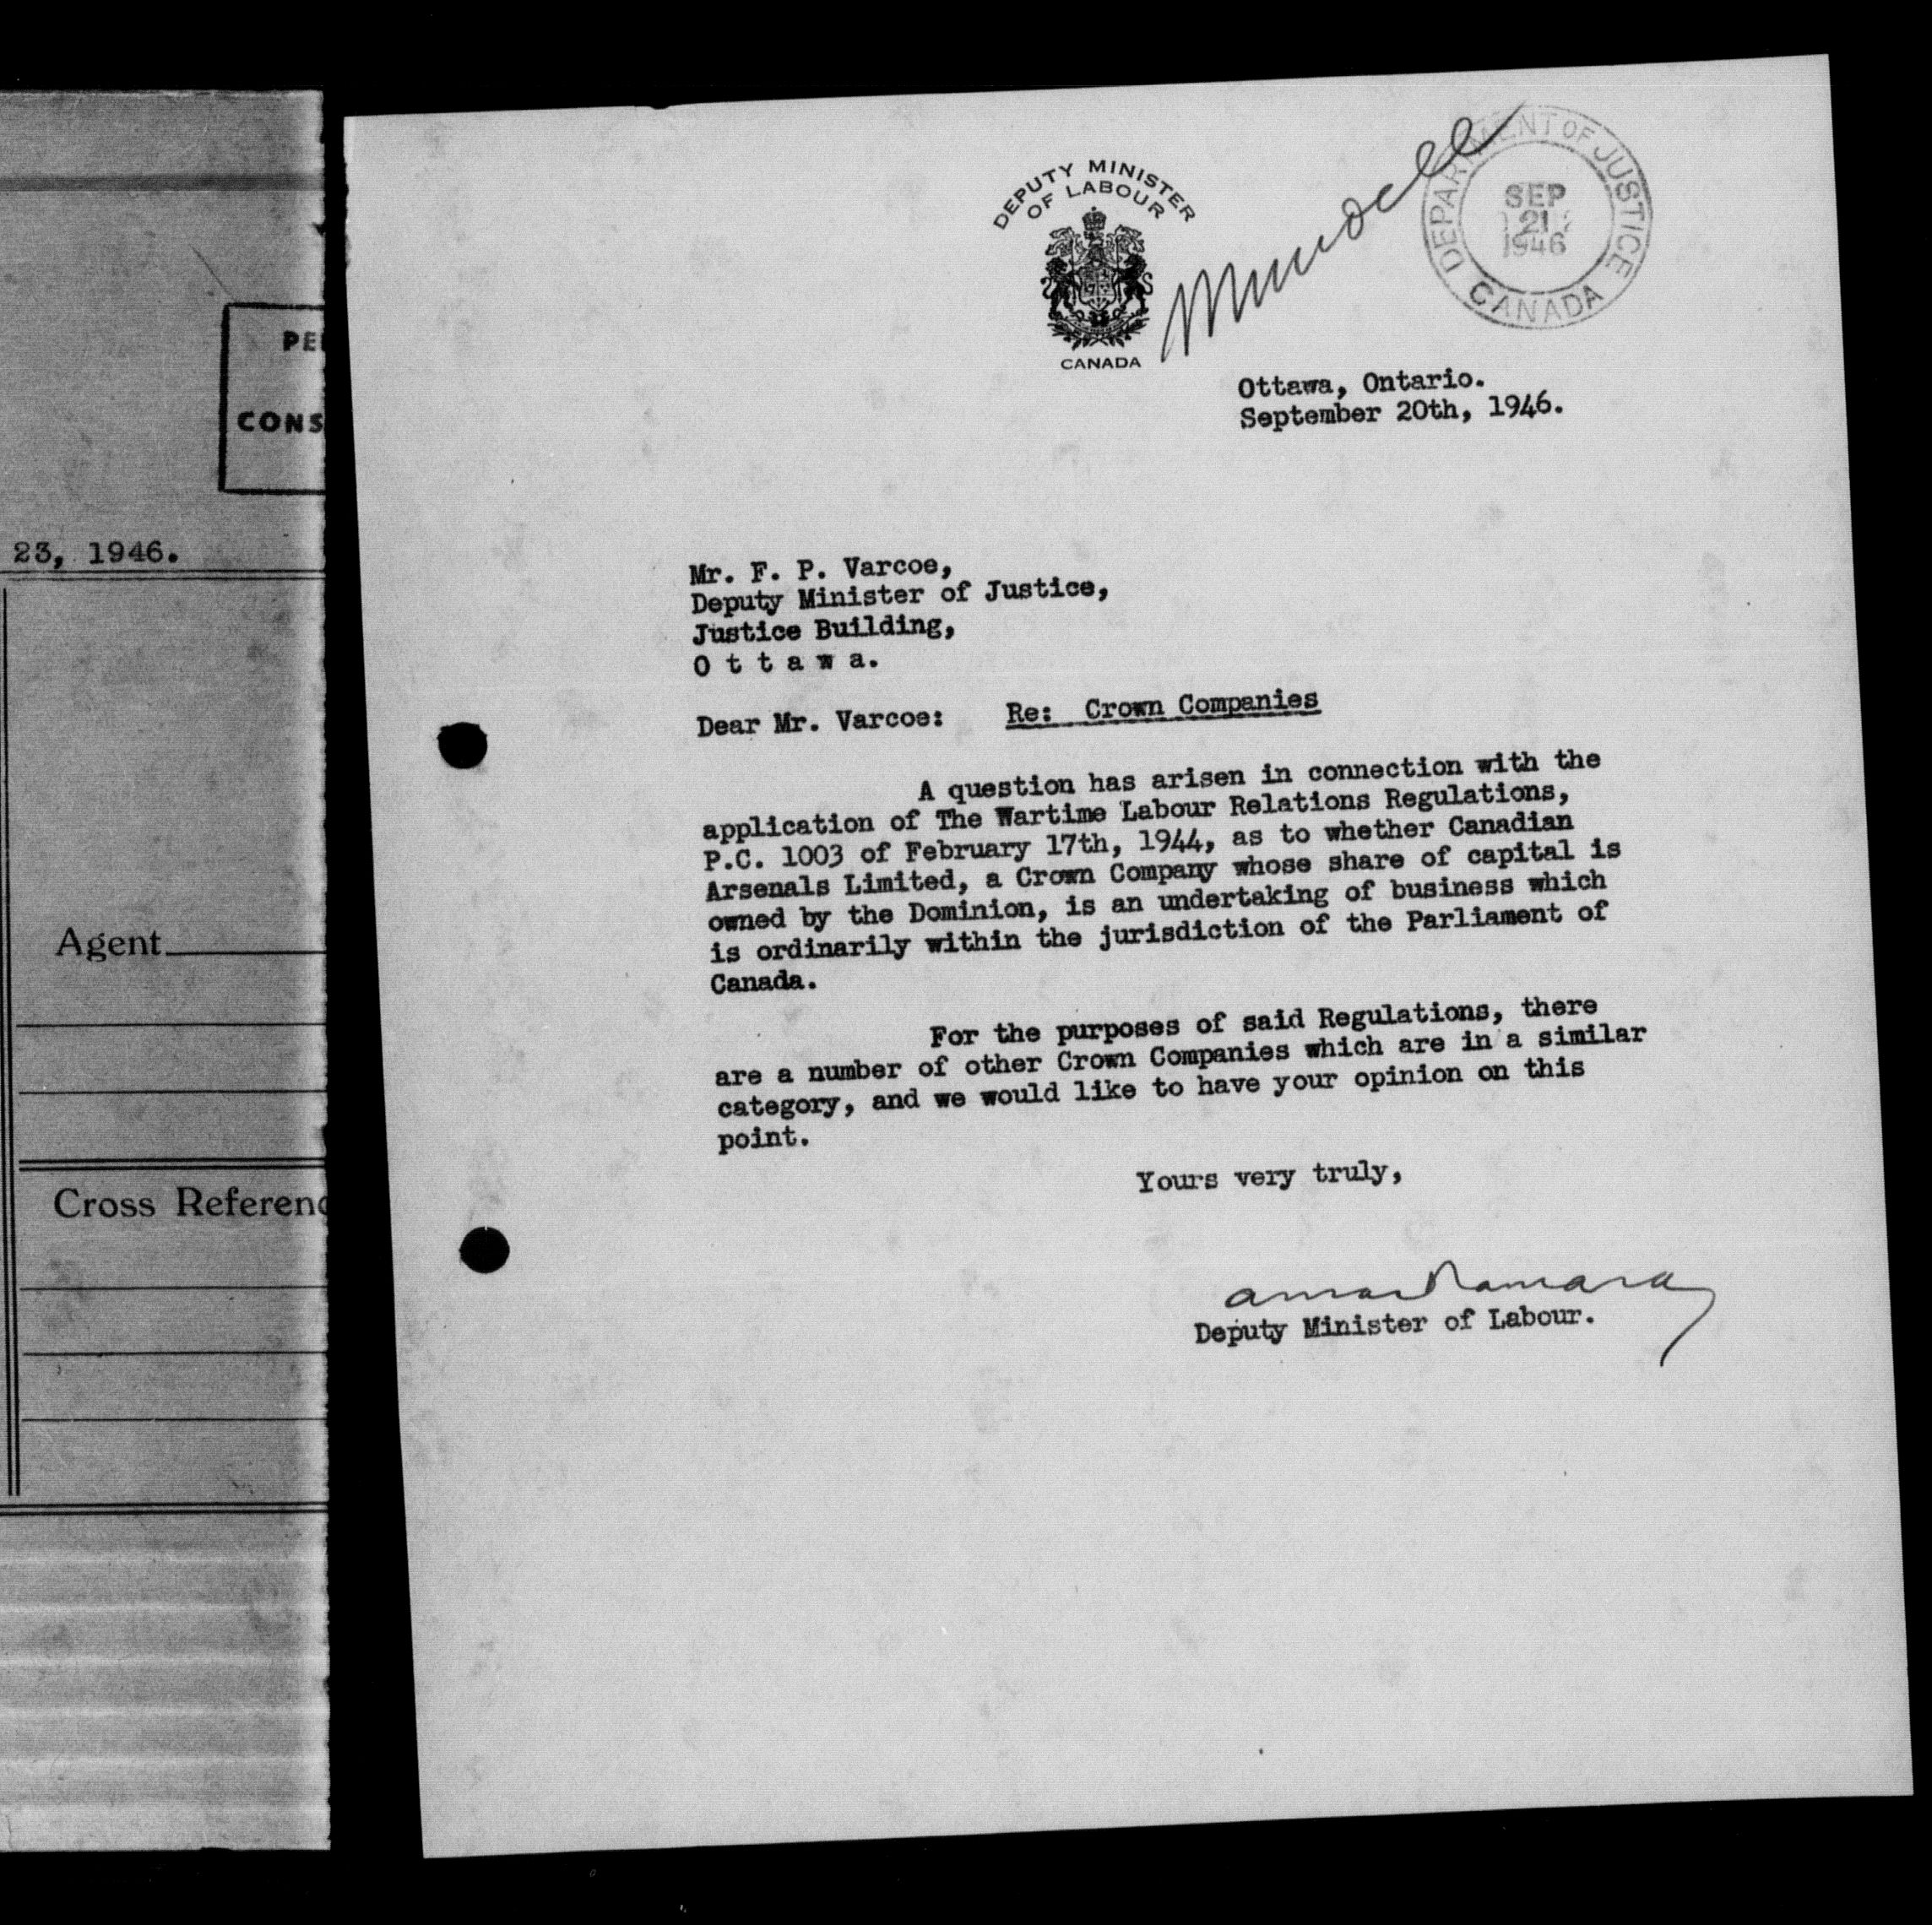 PE
CONS
23, 1946.
Agent
Cross Referenc
DEPUTY MINISTER
OF LABOUR
CANADA
Mundell
DEPARTMENT OF JUSTICE
SEP
21
1946
CANADA
Ottawa, Ontario.
September 20th, 1946.
Mr. F. P. Varcoe,
Deputy Minister of Justice,
Justice Building,
O t t a w a.
Dear Mr. Varcoe: Re: Crown Companies
A question has arisen in connection with the
application of The Wartime Labour Relations Regulations,
P.C. 1003 of February 17th, 1944, as to whether Canadian
Arsenals Limited, a Crown Company whose share of capital is
owned by the Dominion, is an undertaking of business which
is ordinarily within the jurisdiction of the Parliament of
Canada.
For the purposes of said Regulations, there
are a number of other Crown Companies which are in a similar
category, and we would like to have your opinion on this
point.
Yours very truly,
Deputy Minister of Labour.